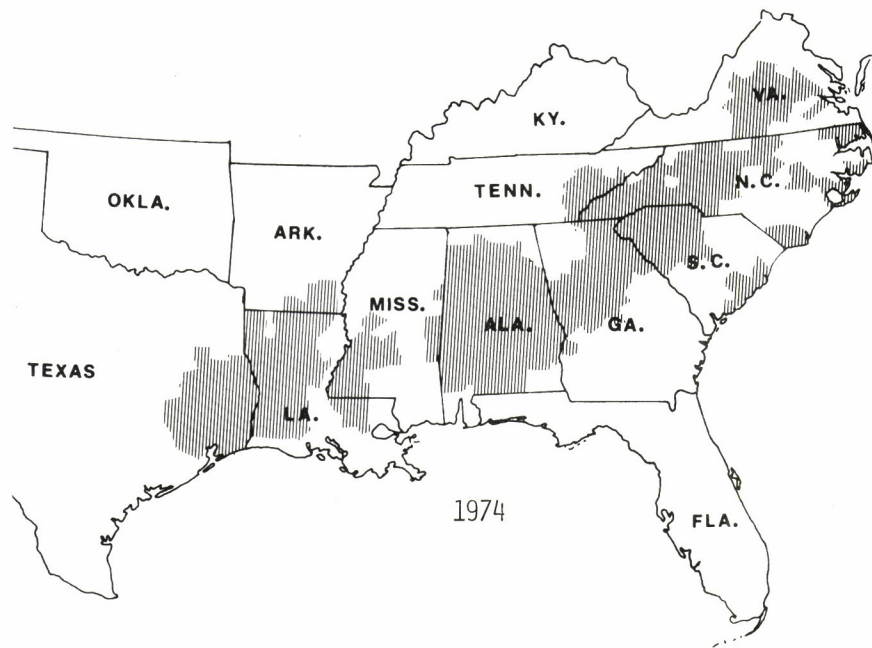 VA.
KY.
N.C.
TENN.
OKLA.
ARK.
S.C.
MISS.
ALA.
GA.
TEXAS
LA.
1974
FLA.